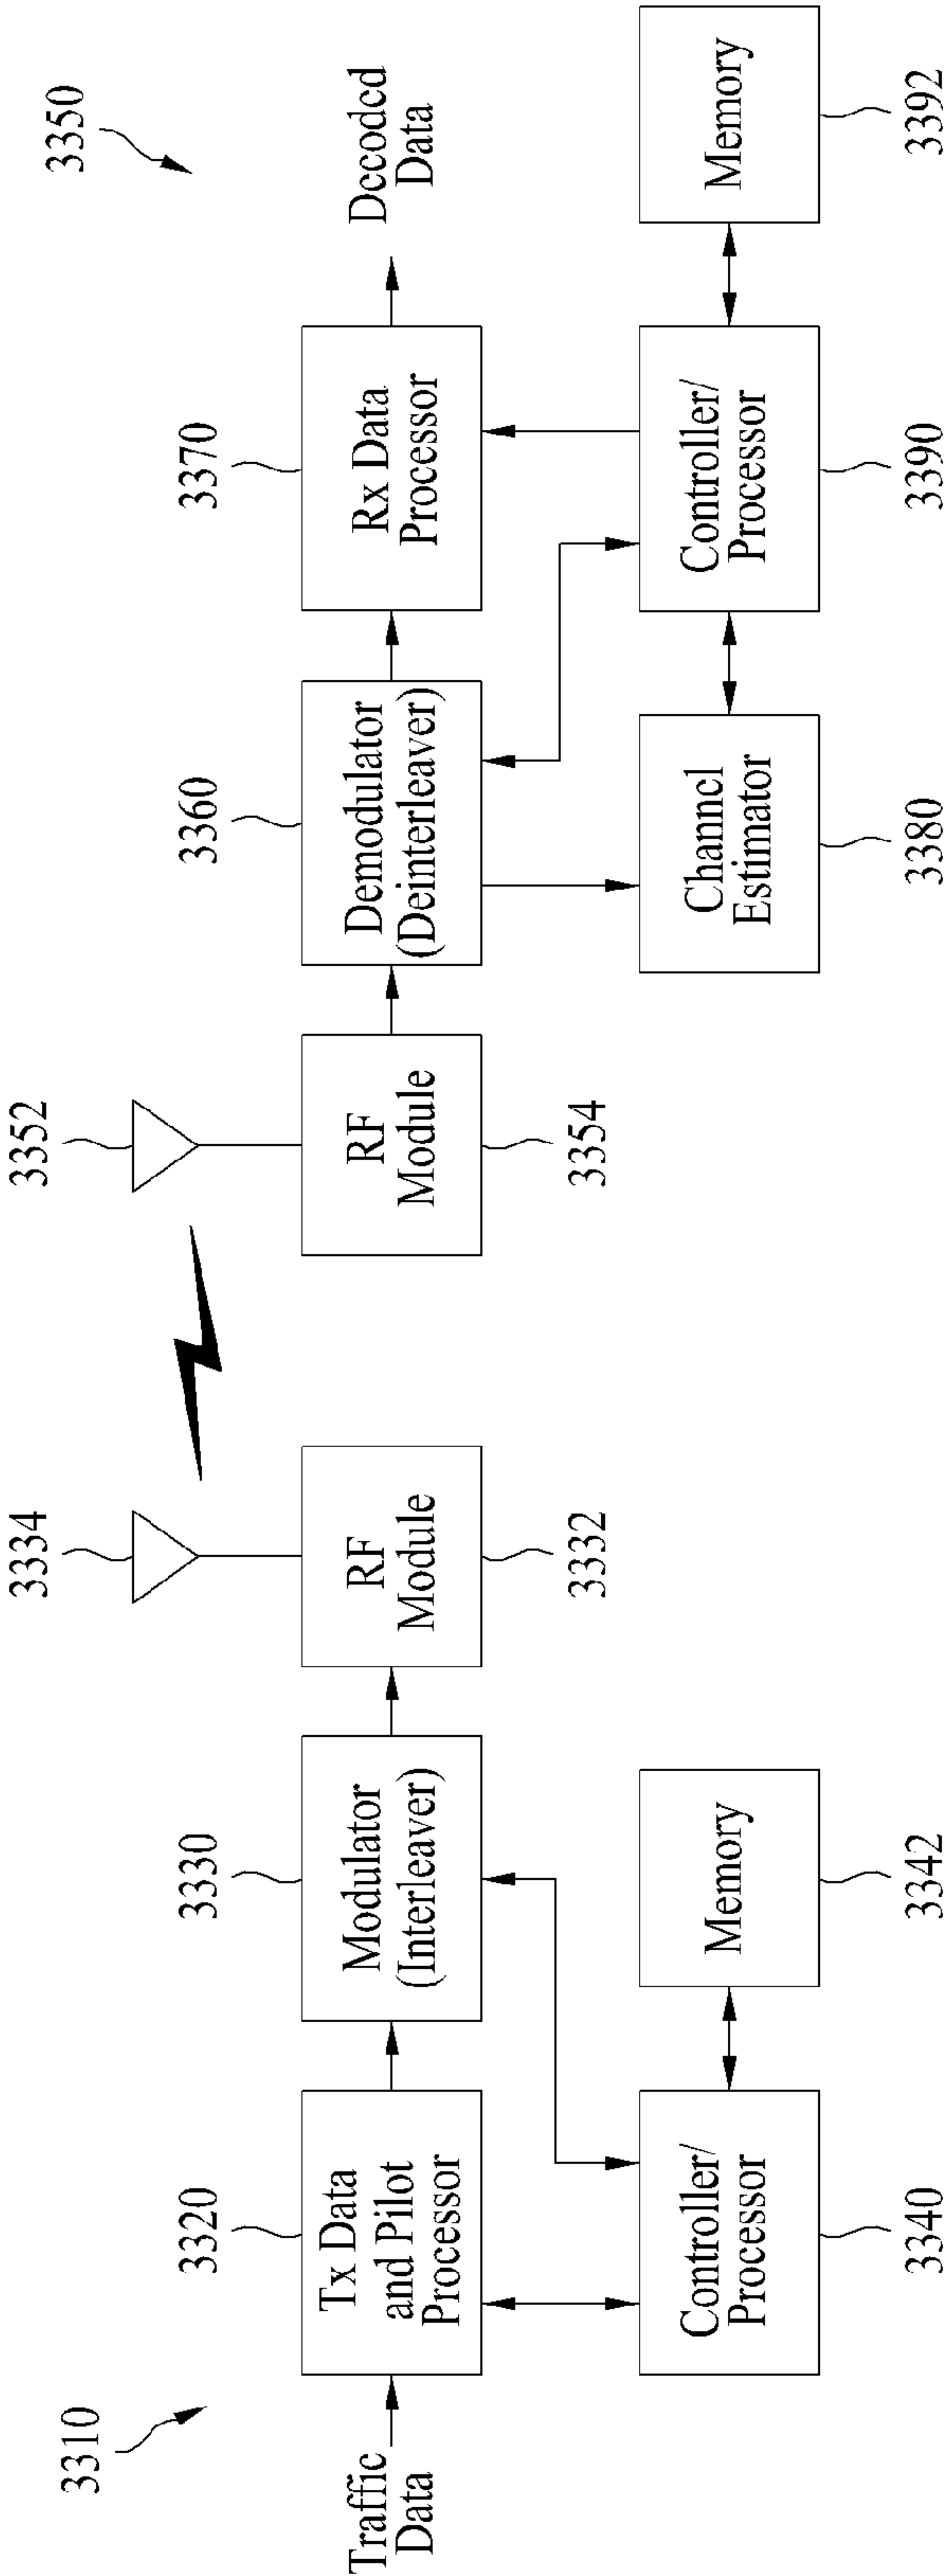 3310
Traffic
Data
3320
Tx Data
and Pilot
Processor
3330
Modulator
(Interleaver)
3334
RF
Module
3332
Controller/
Processor
3340
Memory
3342
3350
3352
RF
Module
3354
3360
Demodulator
(Deinterleaver)
3370
Rx Data
Processor
Dccodcd
Data
Channcl
Estimator
3380
Controller/
Processor
3390
Memory
3392